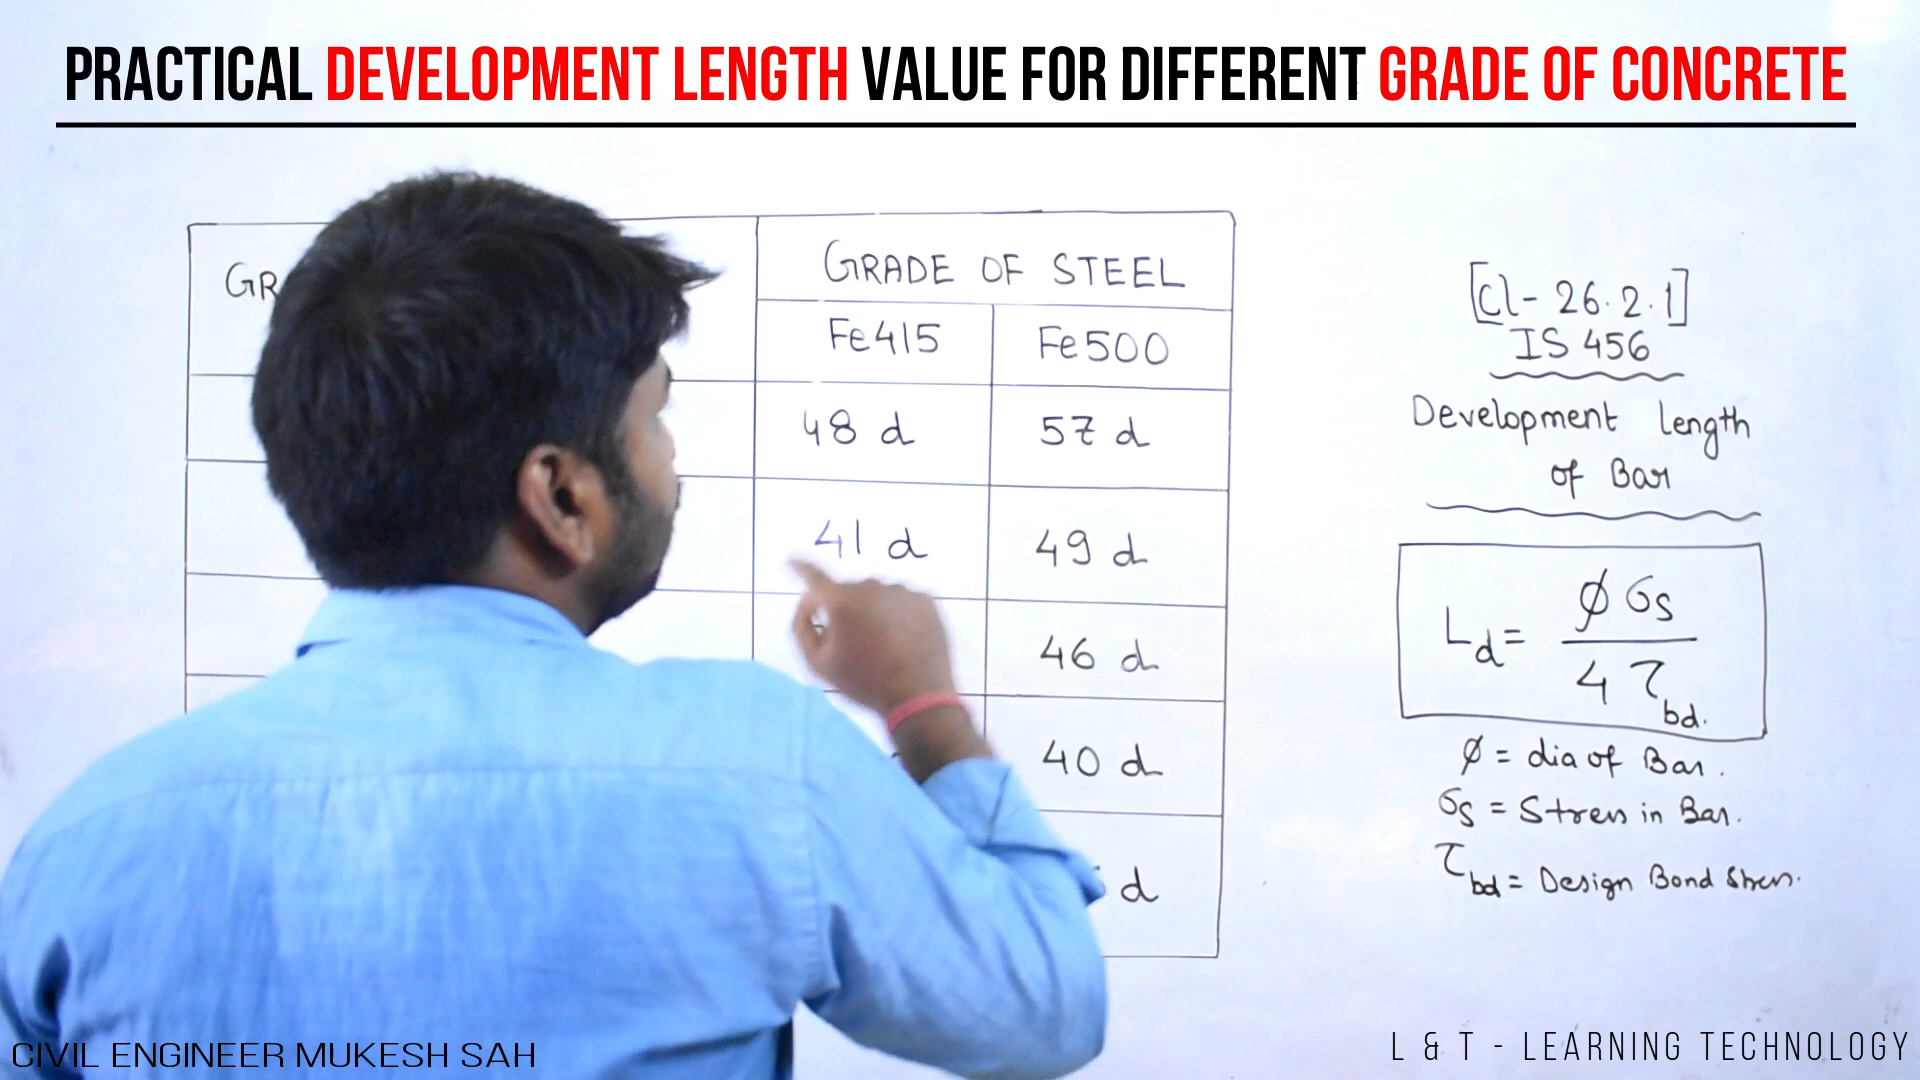 PRACTICAL DEVELOPMENT LENGTH VALUE FOR DIFFERENT GRADE OF CONCRETE
GRADE OF STEEL
Fe415 Fe500
48 d 57 d
41 d 49 d
46 d
40 d
d
[Cl- 26.2.1]
IS 456
Development length
of Bar
Ld = ϕ σs / 4 τbd.
ϕ = dia of Bar.
σs = Stress in Bar.
τbd = Design Bond Stress.
CIVIL ENGINEER MUKESH SAH
L & T - LEARNING TECHNOLOGY